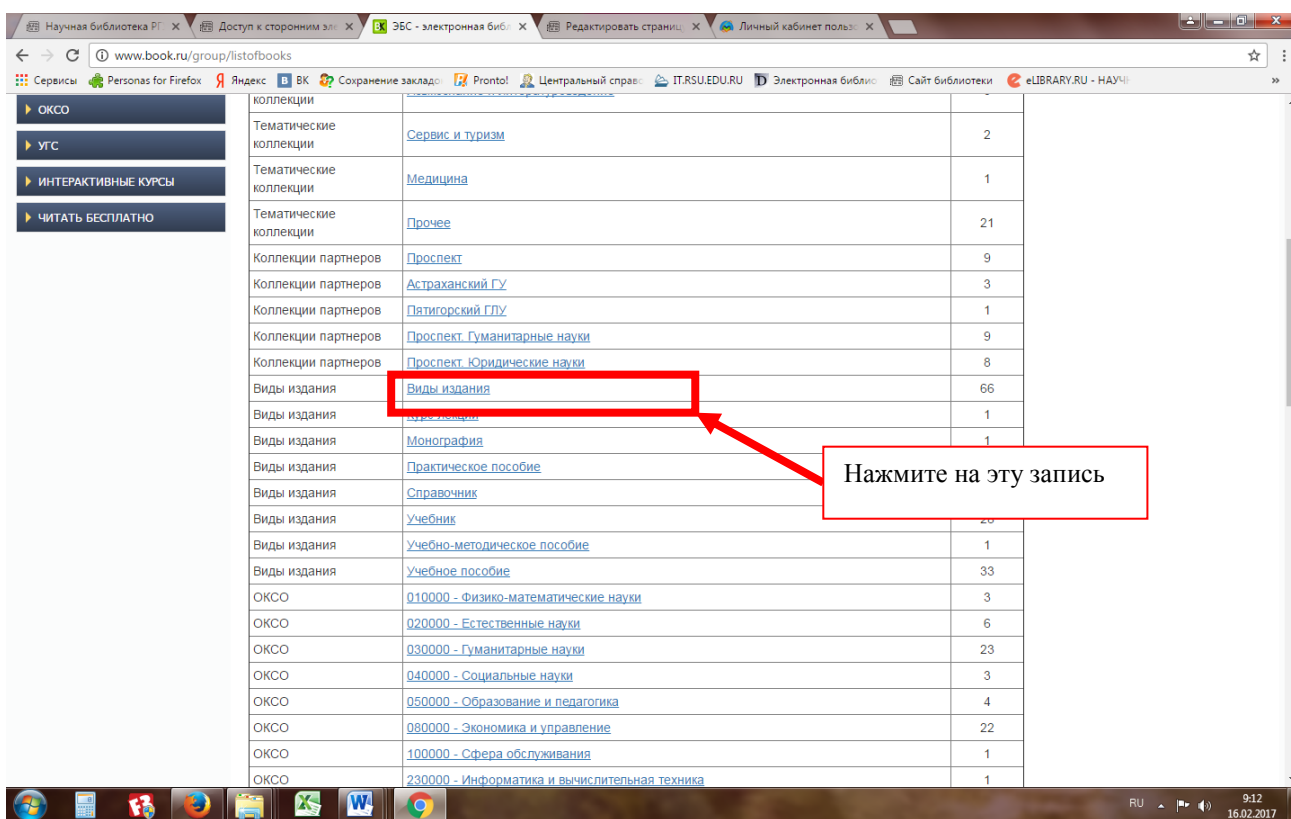 Научная библиотека РГ
Доступ к сторонним эле
ЭБС - электронная библ
Редактировать страниц
Личный кабинет польз
www.book.ru/group/listofbooks
Сервисы Personas for Firefox Яндекс ВК Сохранение закладо Pronto! Центральный справо IT.RSU.EDU.RU Электронная библио Сайт библиотеки eLIBRARY.RU - НАУЧН »
ОКСО
УГС
ИНТЕРАКТИВНЫЕ КУРСЫ
ЧИТАТЬ БЕСПЛАТНО
коллекции
Тематические
коллекции Сервис и туризм 2
Тематические
коллекции Медицина 1
Тематические
коллекции Прочее 21
Коллекции партнеров Проспект 9
Коллекции партнеров Астраханский ГУ 3
Коллекции партнеров Пятигорский ГЛУ 1
Коллекции партнеров Проспект. Гуманитарные науки 9
Коллекции партнеров Проспект. Юридические науки 8
Виды издания Виды издания 66
Виды издания 1
Виды издания Монография 1
Виды издания Практическое пособие
Виды издания Справочник
Виды издания Учебник
Виды издания Учебно-методическое пособие 1
Виды издания Учебное пособие 33
ОКСО 010000 - Физико-математические науки 3
ОКСО 020000 - Естественные науки 6
ОКСО 030000 - Гуманитарные науки 23
ОКСО 040000 - Социальные науки 3
ОКСО 050000 - Образование и педагогика 4
ОКСО 080000 - Экономика и управление 22
ОКСО 100000 - Сфера обслуживания 1
ОКСО 230000 - Информатика и вычислительная техника 1
Нажмите на эту запись
RU 9:12
16.02.2017